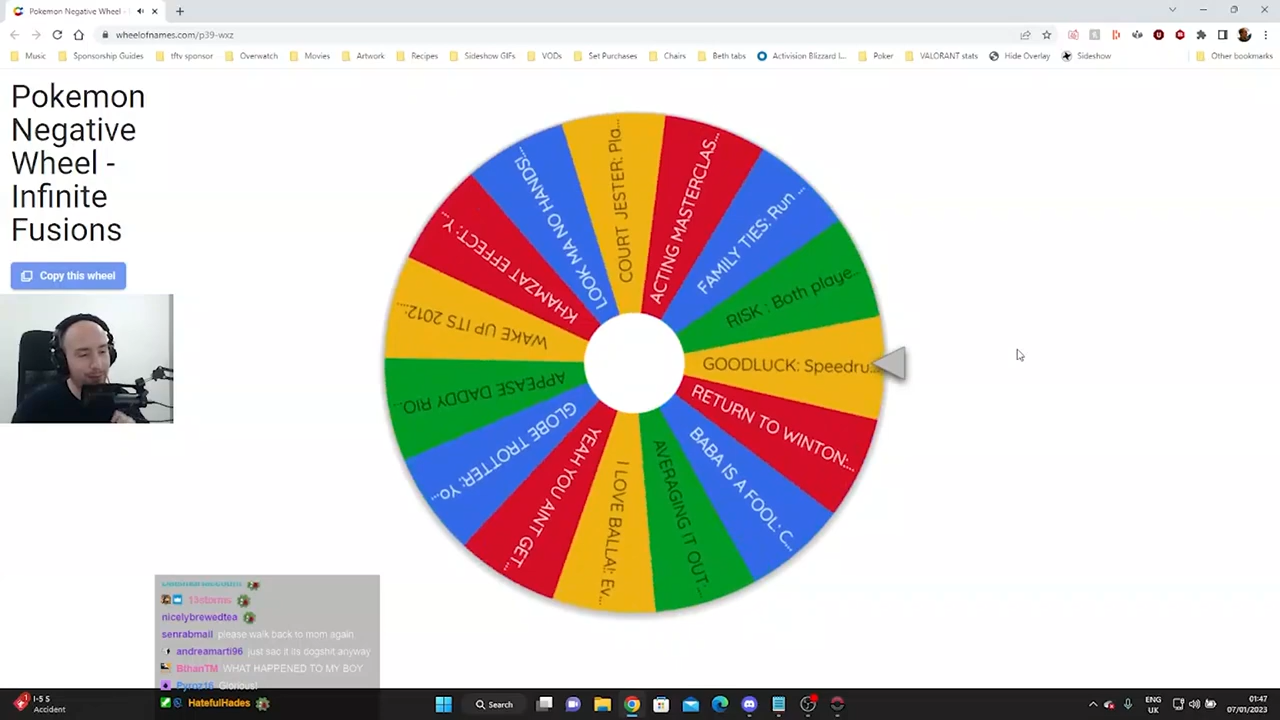 Pokemon Negative Wheel -
wheelofnames.com/p39-wxz
Music
Sponsorship Guides
tftv sponsor
Overwatch
Movies
Artwork
Recipes
Sideshow GIFs
VODs
Set Purchases
Chairs
Beth tabs
Activision Blizzard I...
Poker
VALORANT stats
Hide Overlay
Sideshow
Other bookmarks
Pokemon
Negative
Wheel -
Infinite
Fusions
Copy this wheel
COURT JESTER: Pla...
ACTING MASTERCLAS...
FAMILY TIES: Run ...
RISK : Both playe...
GOODLUCK: Speedru...
RETURN TO WINTON:...
BABA IS A FOOL: C...
AVERAGING IT OUT:...
I LOVE BALLA!: Ev...
YEAH YOU AINT GET...
GLOBE TROTTER: Yo...
APPEASE DADDY RIO...
WAKE UP ITS 2012:...
KHAMZAT EFFECT: Y...
LOOK MA NO HANDS!...
nicelybrewedtea
senrabmail please walk back to mom again
andreamarti96 just sac it its dogshit anyway
BthanTM WHAT HAPPENED TO MY BOY
Pyroz16 Glorious!
HatefulHades
I-5 S
Accident
Search
ENG
UK
01:47
07/01/2023